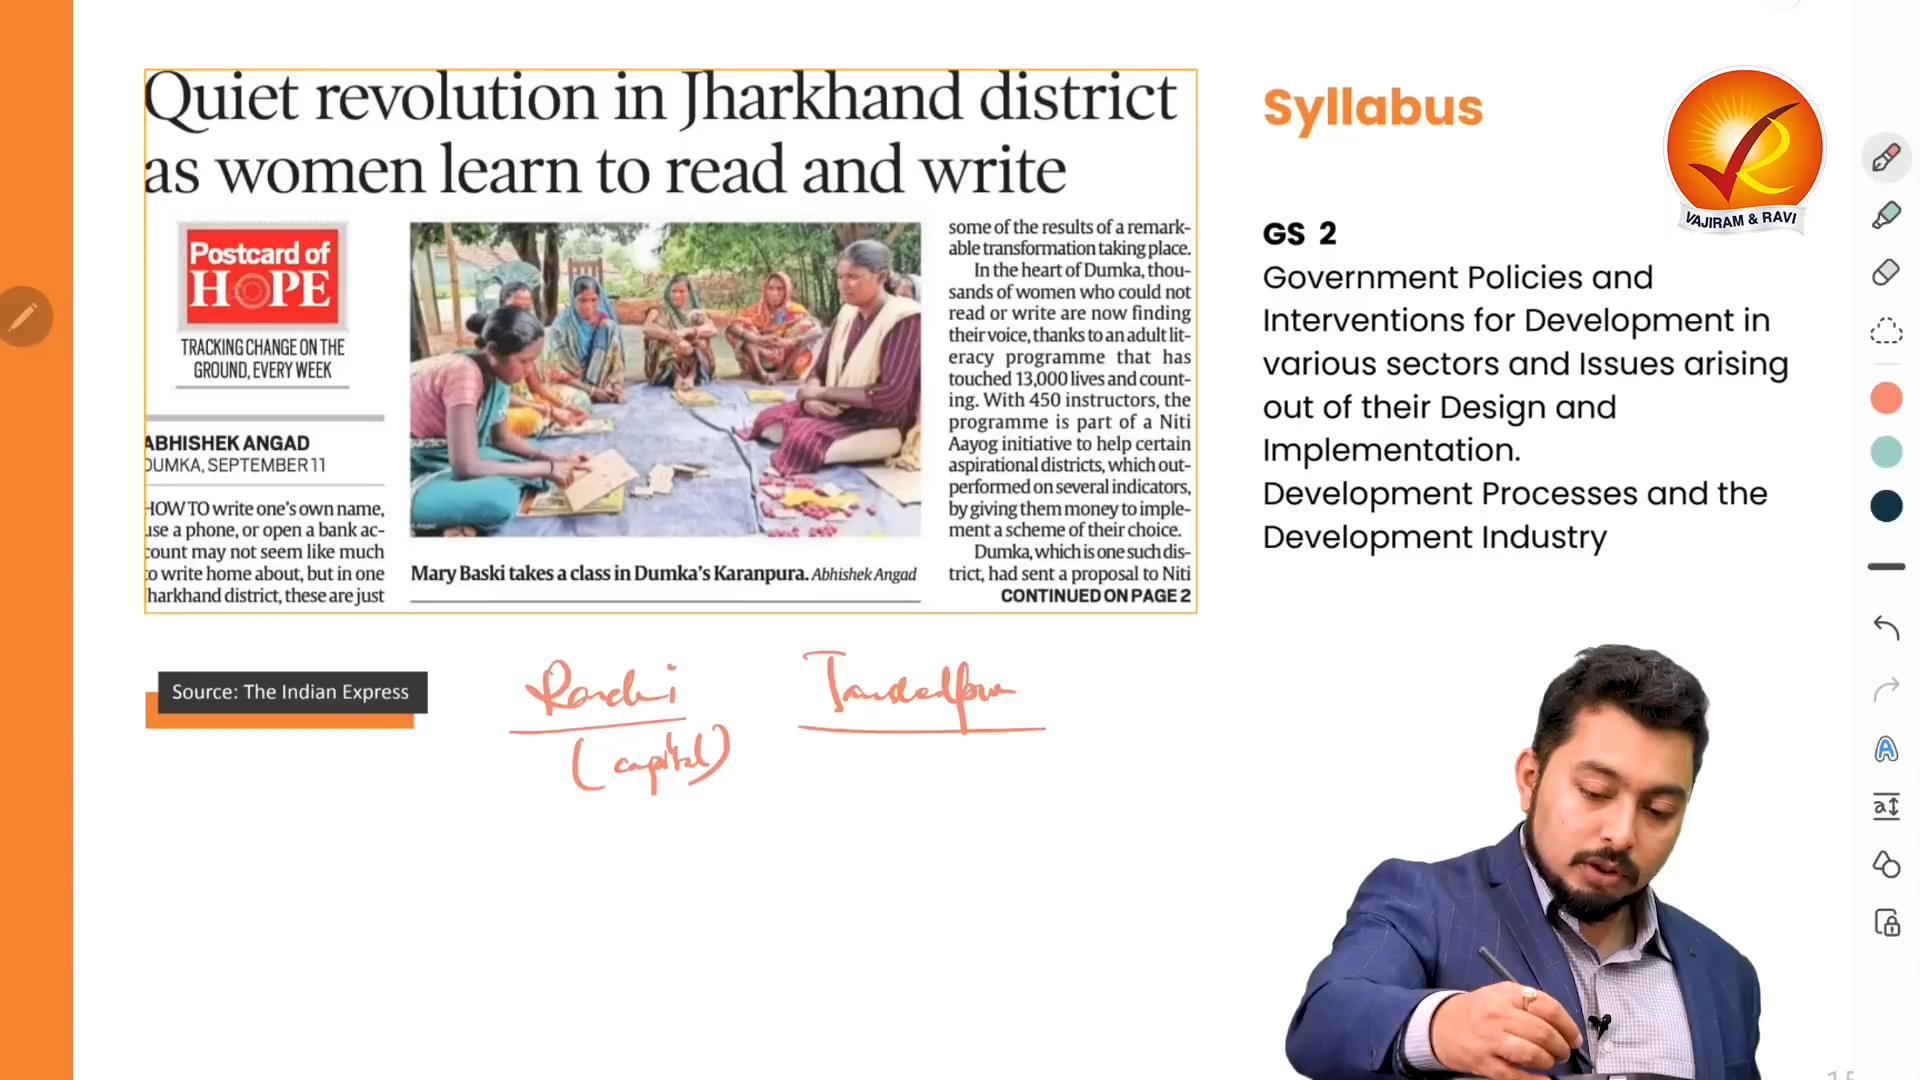 Quiet revolution in Jharkhand district
as women learn to read and write
Postcard of
HOPE
TRACKING CHANGE ON THE
GROUND, EVERY WEEK
ABHISHEK ANGAD
DUMKA, SEPTEMBER 11
HOW TO write one's own name,
use a phone, or open a bank ac-
count may not seem like much
to write home about, but in one
Jharkhand district, these are just
Mary Baski takes a class in Dumka's Karanpura. Abhishek Angad
some of the results of a remark-
able transformation taking place.
In the heart of Dumka, thou-
sands of women who could not
read or write are now finding
their voice, thanks to an adult lit-
eracy programme that has
touched 13,000 lives and count-
ing. With 450 instructors, the
programme is part of a Niti
Aayog initiative to help certain
aspirational districts, which out-
performed on several indicators,
by giving them money to imple-
ment a scheme of their choice.
Dumka, which is one such dis-
trict, had sent a proposal to Niti
CONTINUED ON PAGE 2
Source: The Indian Express
Ranchi
(capital)
Syllabus
VAJIRAM & RAVI
GS 2
Government Policies and
Interventions for Development in
various sectors and Issues arising
out of their Design and
Implementation.
Development Processes and the
Development Industry